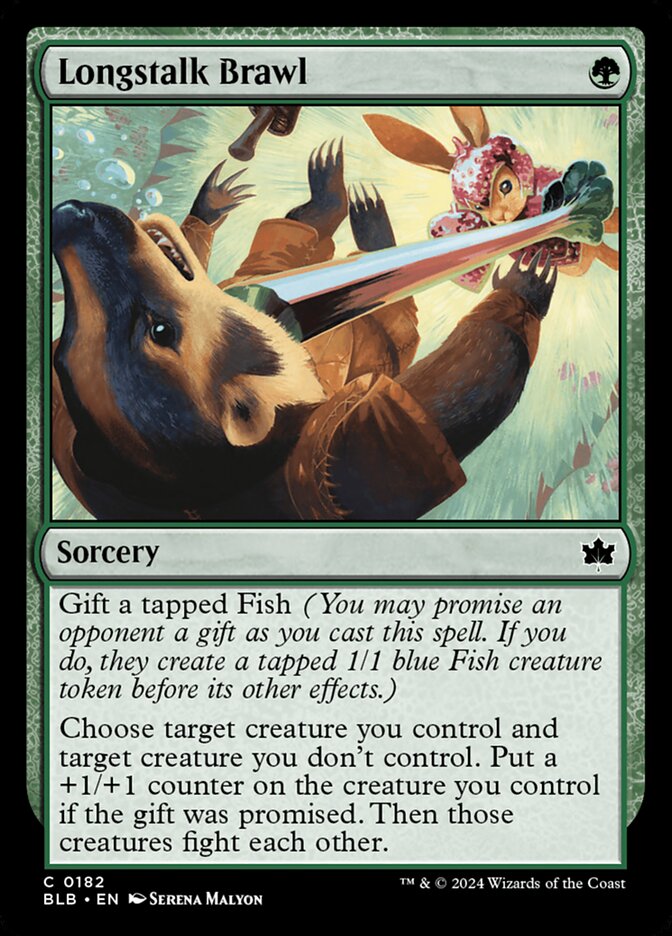 Longstalk Brawl
Sorcery
Gift a tapped Fish (You may promise an
opponent a gift as you cast this spell. If you
do, they create a tapped 1/1 blue Fish creature
token before its other effects.)
Choose target creature you control and
target creature you don't control. Put a
+1/+1 counter on the creature you control
if the gift was promised. Then those
creatures fight each other.
C 0182
BLB • EN Serena Malyon
™ & © 2024 Wizards of the Coast